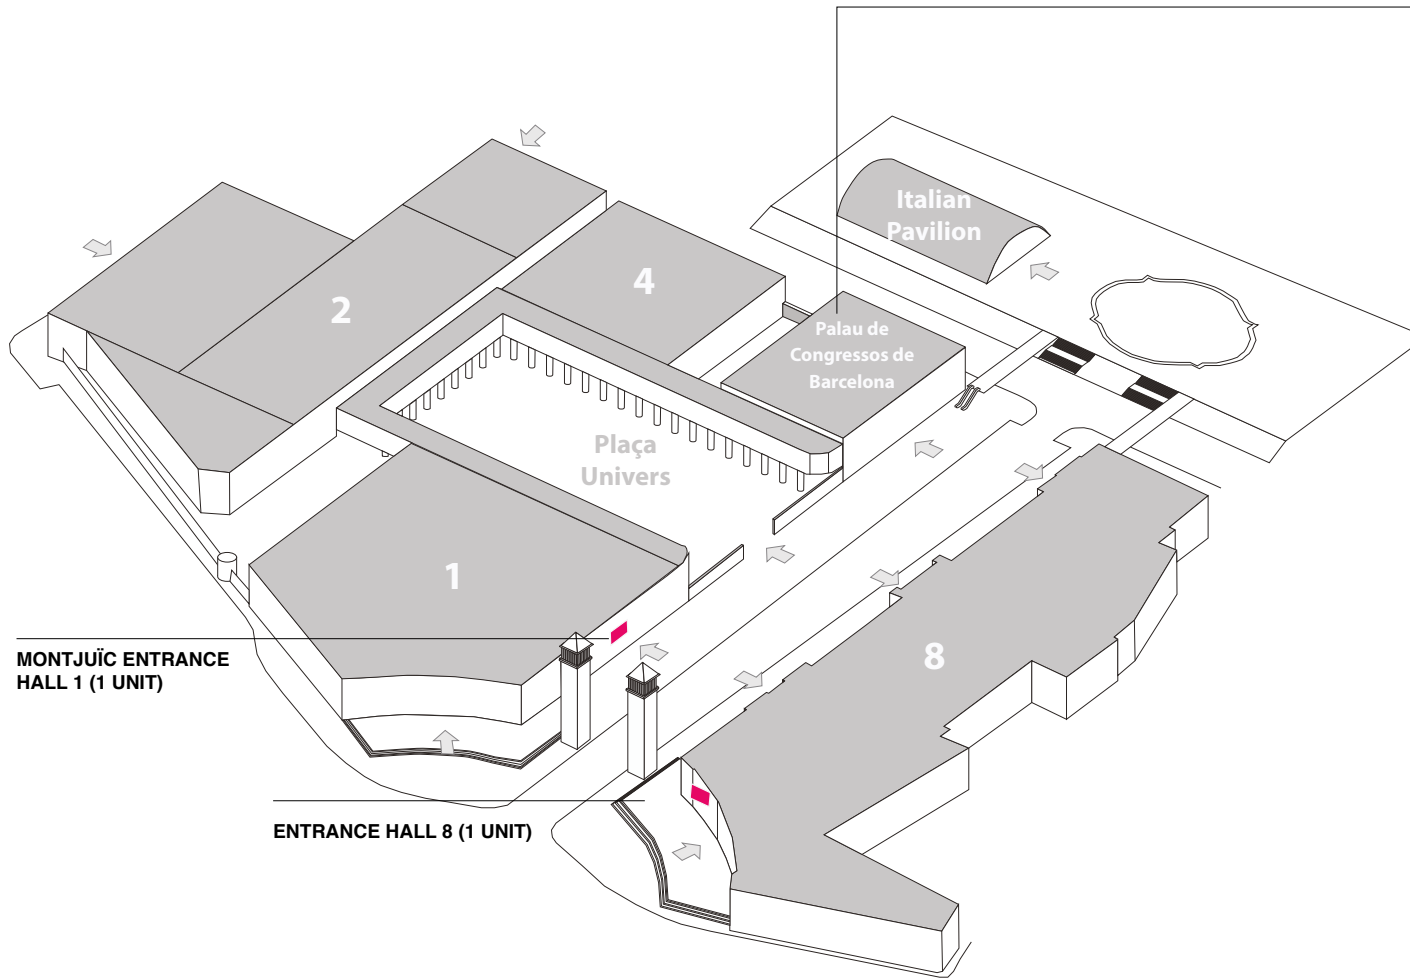 Italian
Pavilion
4
2
Palau de
Congressos de
Barcelona
Plaça
Univers
1
8
MONTJUÏC ENTRANCE
HALL 1 (1 UNIT)
ENTRANCE HALL 8 (1 UNIT)